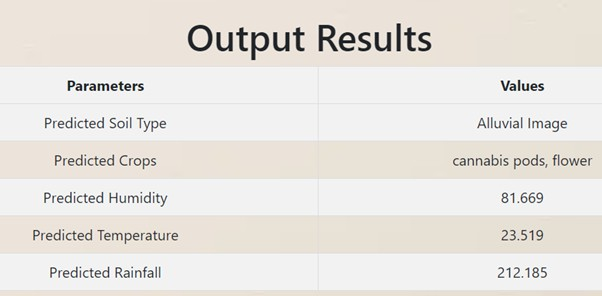 Output Results
Parameters Values
Predicted Soil Type Alluvial Image
Predicted Crops cannabis pods, flower
Predicted Humidity 81.669
Predicted Temperature 23.519
Predicted Rainfall 212.185